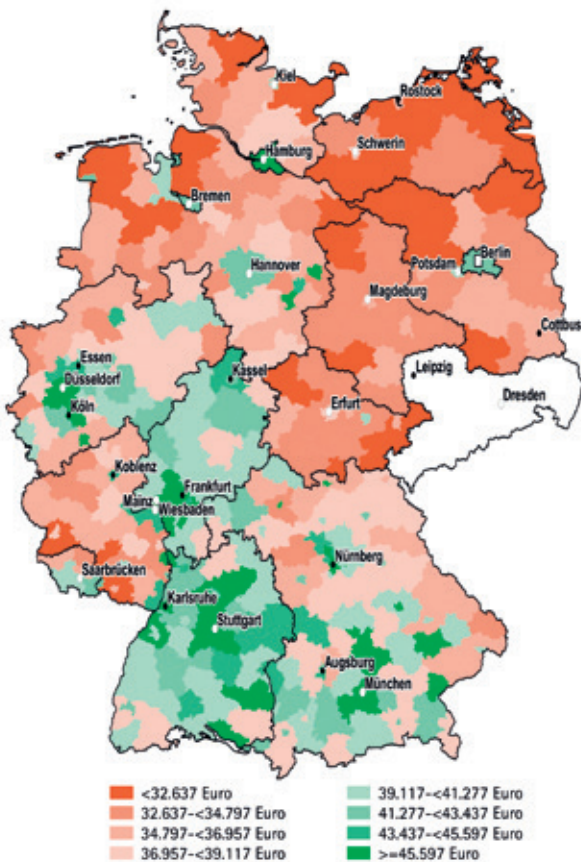 Kiel
Rostock
Hamburg
Schwerin
Bremen
Hannover
Potsdam
Berlin
Magdeburg
Cottbus
Essen
Düsseldorf
Kassel
Leipzig
Köln
Erfurt
Dresden
Koblenz
Frankfurt
Mainz
Wiesbaden
Nürnberg
Saarbrücken
Karlsruhe
Stuttgart
Augsburg
München
<32.637 Euro
32.637-<34.797 Euro
34.797-<36.957 Euro
36.957-<39.117 Euro
39.117-<41.277 Euro
41.277-<43.437 Euro
43.437-<45.597 Euro
>=45.597 Euro